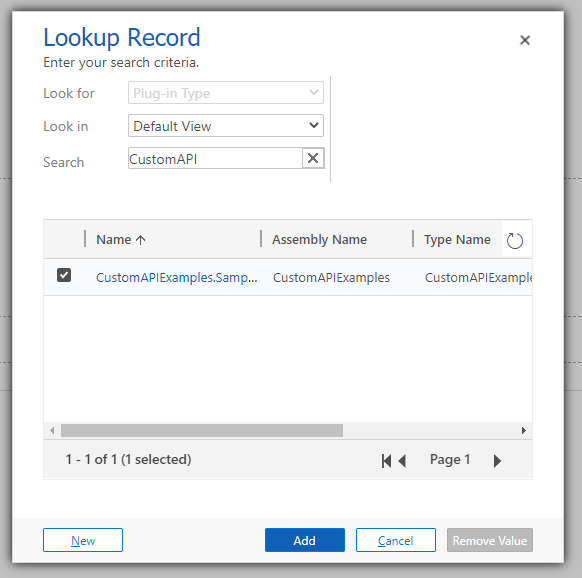 Lookup Record
Enter your search criteria.
Look for Plug-in Type
Look in Default View
Search CustomAPI
Name Assembly Name Type Name
CustomAPIExamples.Samp... CustomAPIExamples CustomAPIExample
1 - 1 of 1 (1 selected) Page 1
New Add Cancel Remove Value